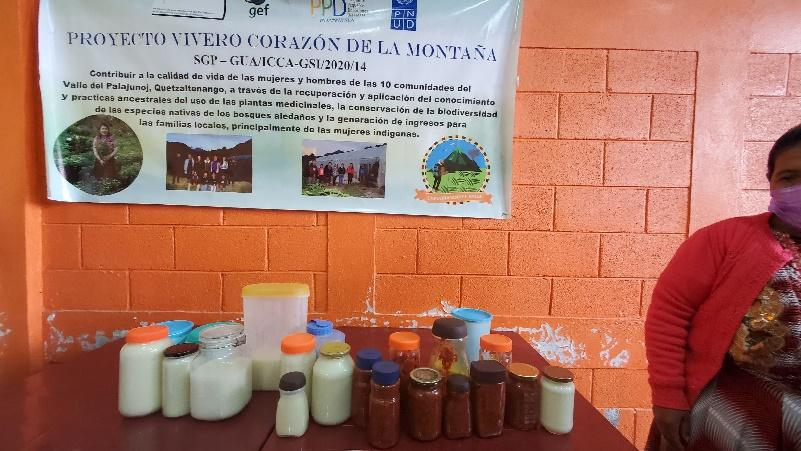 gef
PPD
PNUD
PROYECTO VIVERO CORAZÓN DE LA MONTAÑA
SGP – GUA/ICCA-GSI/2020/14
Contribuir a la calidad de vida de las mujeres y hombres de las 10 comunidades del
Valle del Palajunoj, Quetzaltenango, a través de la recuperación y aplicación del conocimiento
y practicas ancestrales del uso de las plantas medicinales, la conservación de la biodiversidad
de las especies nativas de los bosques aledaños y la generación de ingresos para
las familias locales, principalmente de las mujeres indígenas.